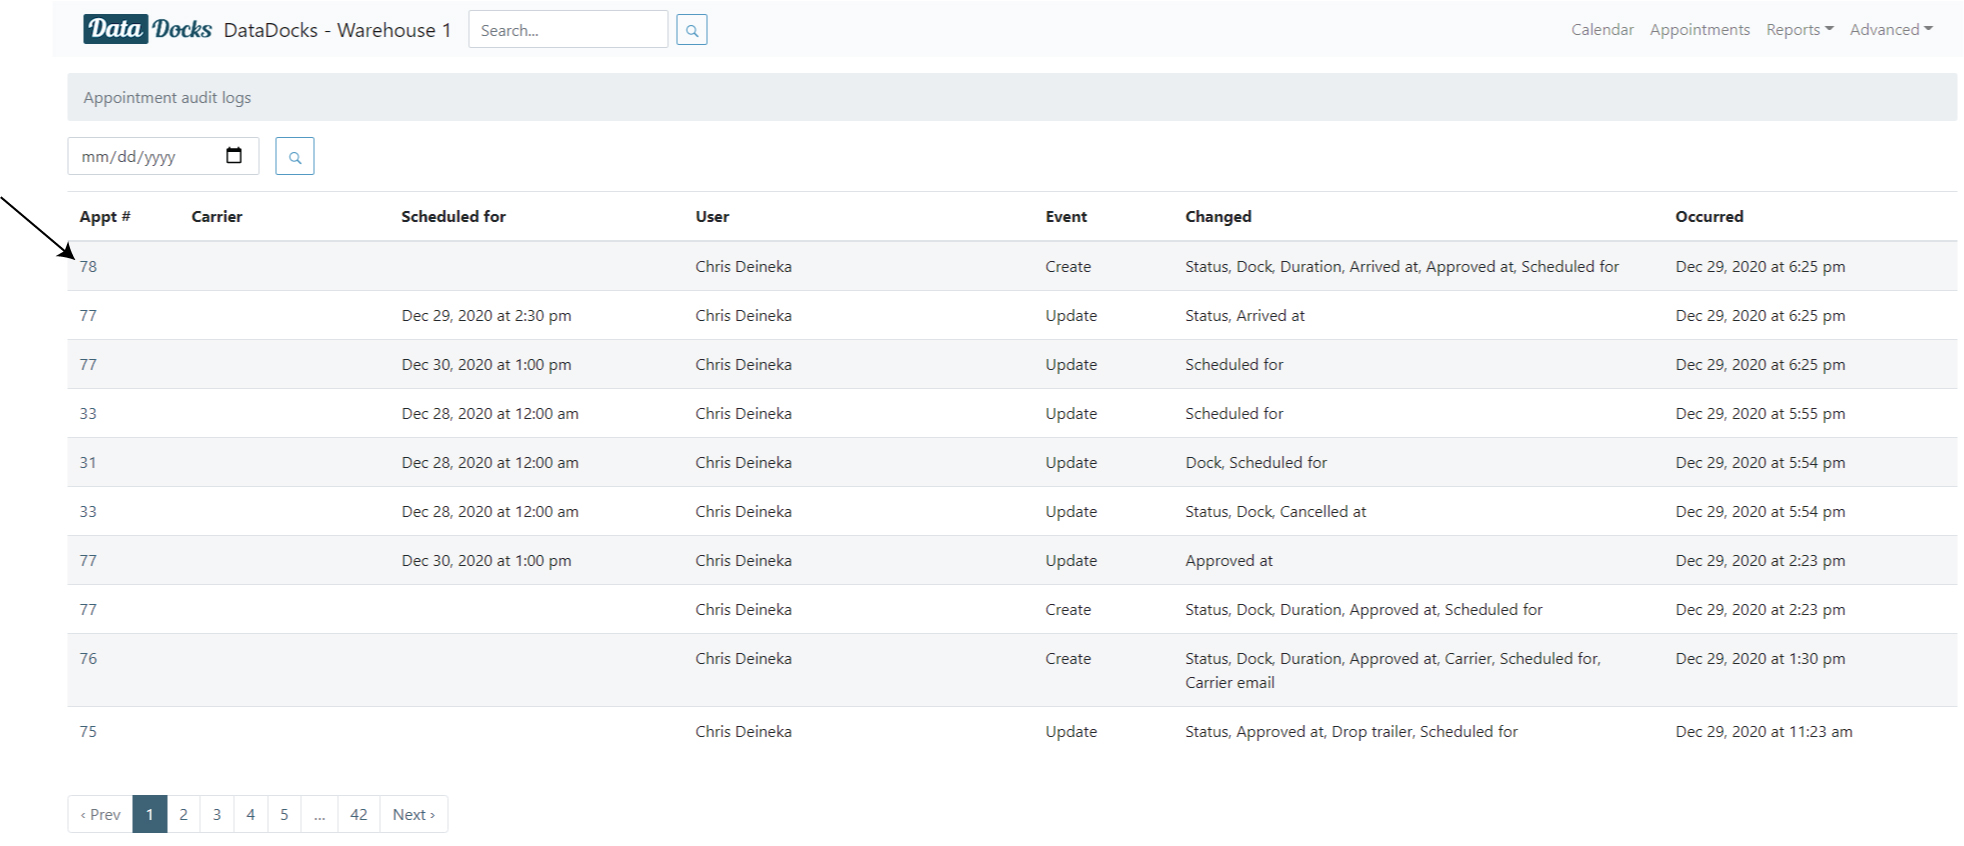 Data Docks DataDocks - Warehouse 1 Search... Calendar Appointments Reports Advanced
Appointment audit logs
mm/dd/yyyy
Appt # Carrier Scheduled for User Event Changed Occurred
78 Chris Deineka Create Status, Dock, Duration, Arrived at, Approved at, Scheduled for Dec 29, 2020 at 6:25 pm
77 Dec 29, 2020 at 2:30 pm Chris Deineka Update Status, Arrived at Dec 29, 2020 at 6:25 pm
77 Dec 30, 2020 at 1:00 pm Chris Deineka Update Scheduled for Dec 29, 2020 at 6:25 pm
33 Dec 28, 2020 at 12:00 am Chris Deineka Update Scheduled for Dec 29, 2020 at 5:55 pm
31 Dec 28, 2020 at 12:00 am Chris Deineka Update Dock, Scheduled for Dec 29, 2020 at 5:54 pm
33 Dec 28, 2020 at 12:00 am Chris Deineka Update Status, Dock, Cancelled at Dec 29, 2020 at 5:54 pm
77 Dec 30, 2020 at 1:00 pm Chris Deineka Update Approved at Dec 29, 2020 at 2:23 pm
77 Chris Deineka Create Status, Dock, Duration, Approved at, Scheduled for Dec 29, 2020 at 2:23 pm
76 Chris Deineka Create Status, Dock, Duration, Approved at, Carrier, Scheduled for, Dec 29, 2020 at 1:30 pm
Carrier email
75 Chris Deineka Update Status, Approved at, Drop trailer, Scheduled for Dec 29, 2020 at 11:23 am
‹ Prev 1 2 3 4 5 ... 42 Next ›